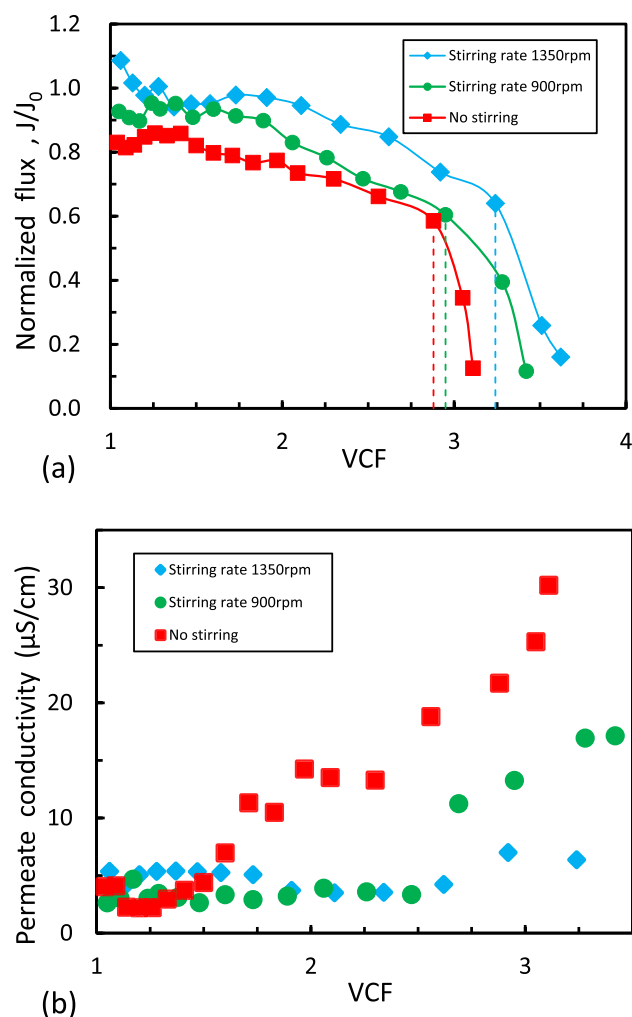 1.2
1.0
0.8
0.6
0.4
0.2
0.0
Normalized flux , J/J₀
Stirring rate 1350rpm
Stirring rate 900rpm
No stirring
1 2 3 4
VCF
(a)
30
20
10
0
Permeate conductivity (µS/cm)
Stirring rate 1350rpm
Stirring rate 900rpm
No stirring
1 2 3
VCF
(b)